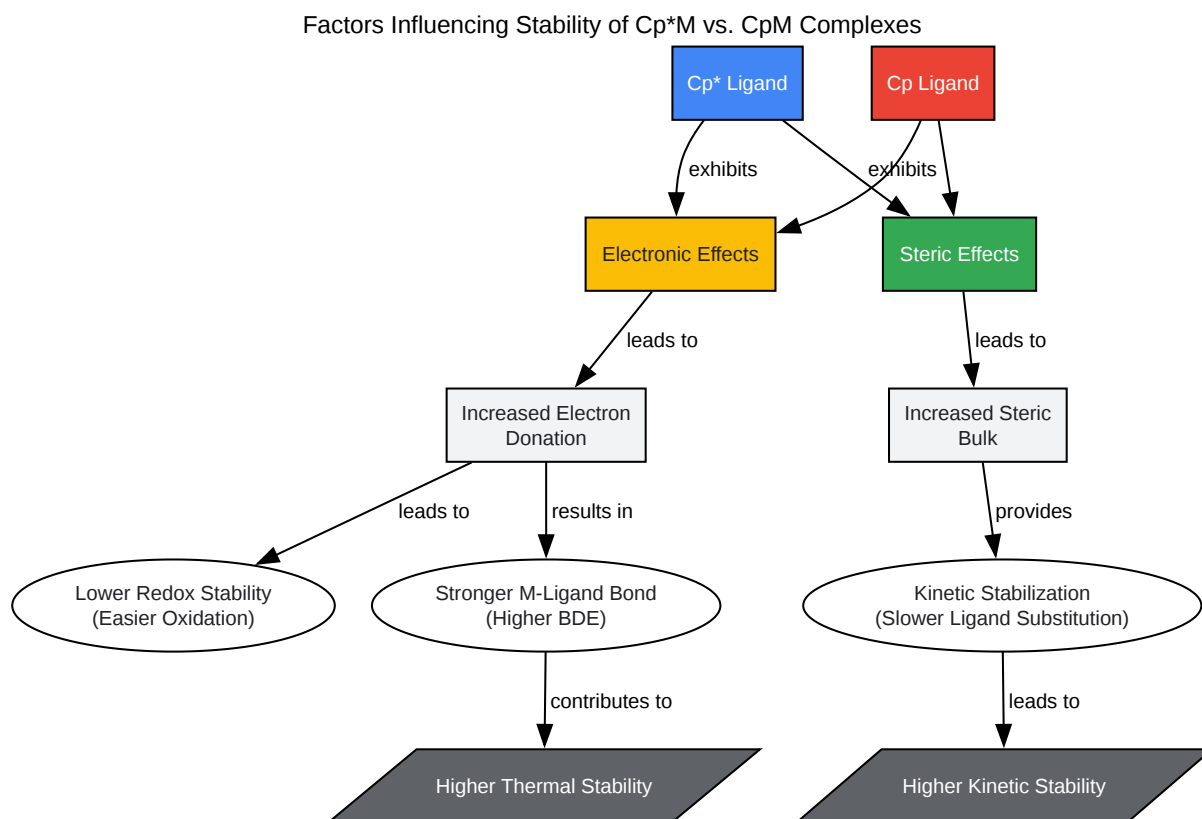 Factors Influencing Stability of Cp*M vs. CpM Complexes
Cp* Ligand
Cp Ligand
exhibits
exhibits
Electronic Effects
Steric Effects
leads to
leads to
Increased Electron
Donation
Increased Steric
Bulk
leads to
results in
provides
Lower Redox Stability
(Easier Oxidation)
Stronger M-Ligand Bond
(Higher BDE)
Kinetic Stabilization
(Slower Ligand Substitution)
contributes to
leads to
Higher Thermal Stability
Higher Kinetic Stability